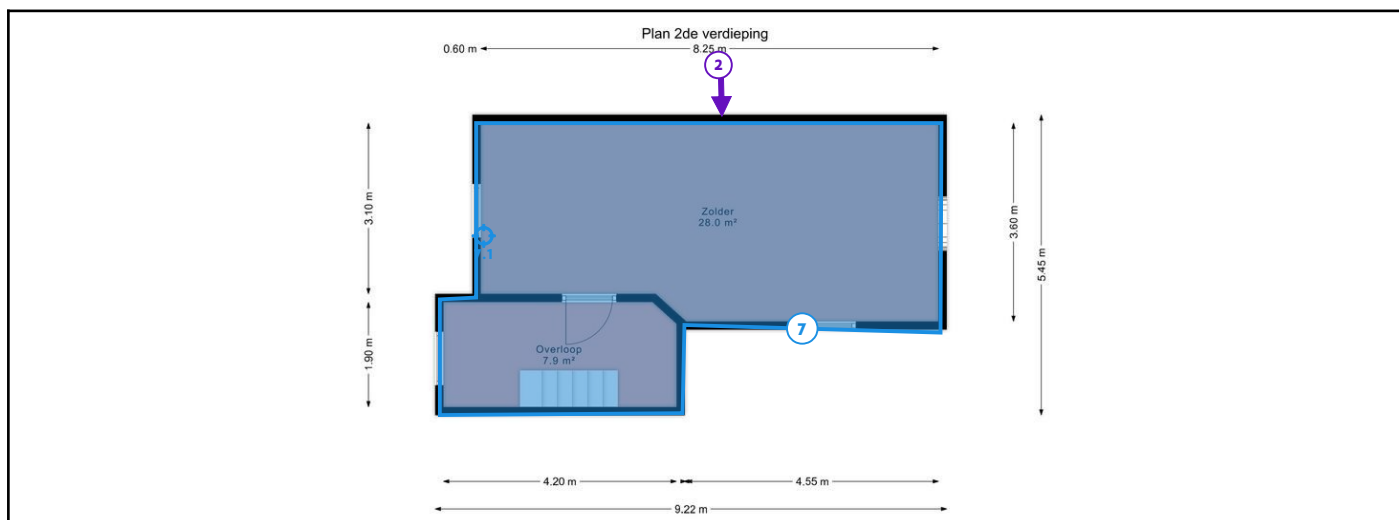 Plan 2de verdieping
0.60 m
8.25 m
2
3.10 m
Zolder
28.0 m²
3.60 m
5.45 m
.1
7
1.90 m
Overloop
7.9 m²
4.20 m
4.55 m
9.22 m